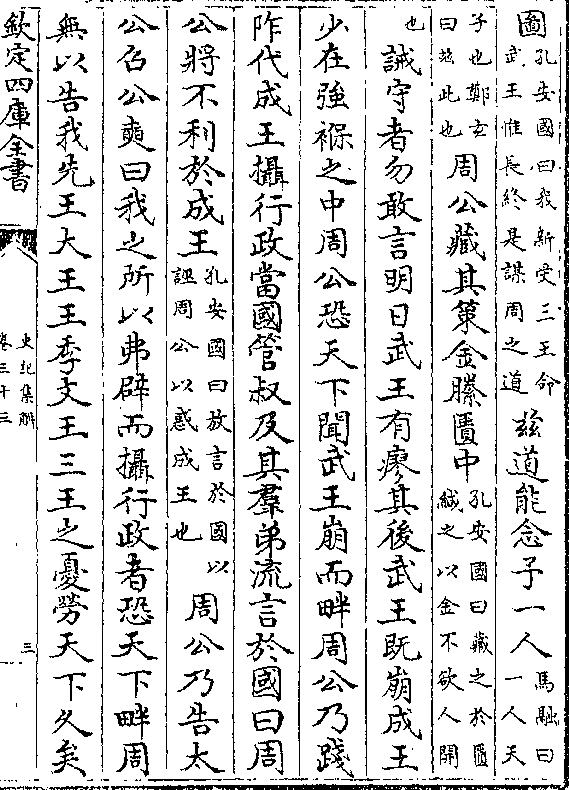 圖孔安國曰我新受三王命武王惟長終是謀周之道兹道能念予一人馬融曰一人天
子也鄭玄曰兹此也周公藏其策金縢匱中孔安國曰藏之於匱緘之以金不欲人開
也誡守者勿敢言明日武王有瘳其後武王既崩成王
少在強褓之中周公恐天下聞武王崩而畔周公乃踐
阼代成王攝行政當國管叔及其羣弟流言於國曰周
公將不利於成王孔安國曰放言於國以誣周公以惑成王也周公乃告太
公召公奭曰我之所以弗辟而攝行政者恐天下畔周
無以告我先王大王王季文王三王之憂勞天下久矣
欽定四庫全書
史記集解
卷三十三
三